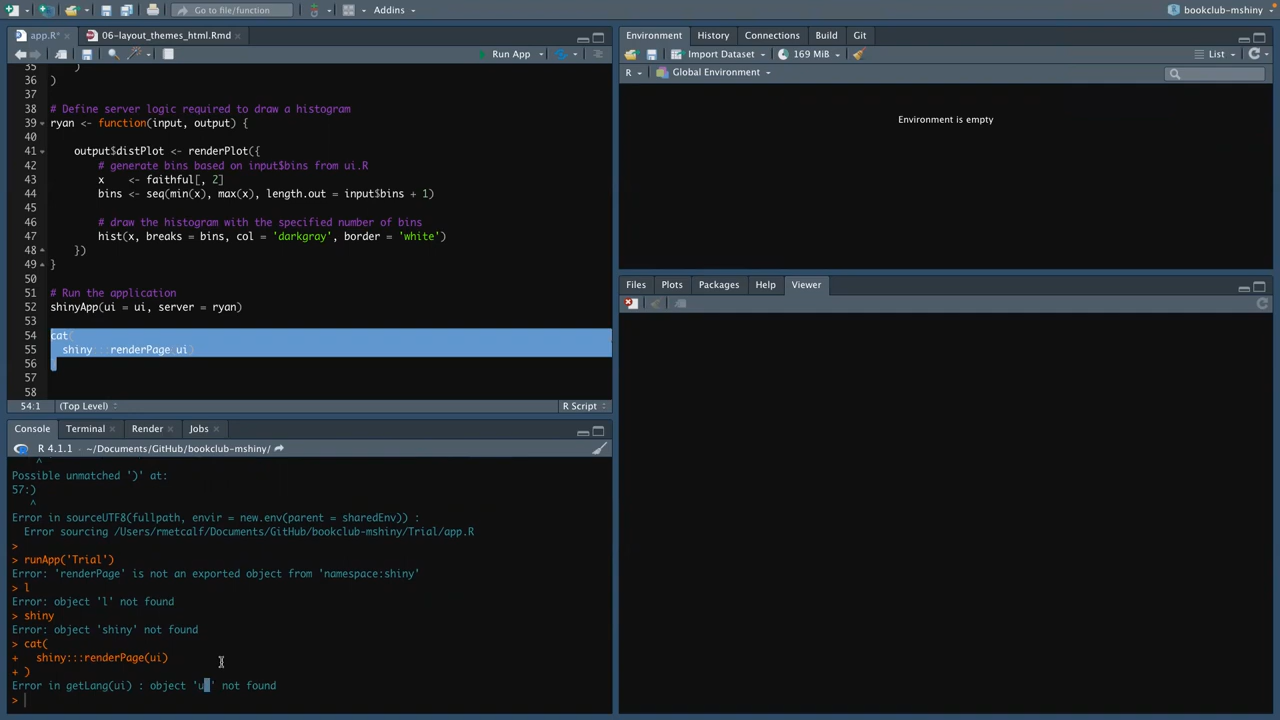 Go to file/function
Addins
bookclub-mshiny
app.R*
06-layout_themes_html.Rmd
Run App
35 )
36 )
37
38 # Define server logic required to draw a histogram
39 ryan <- function(input, output) {
40
41 output$distPlot <- renderPlot({
42 # generate bins based on input$bins from ui.R
43 x <- faithful[, 2]
44 bins <- seq(min(x), max(x), length.out = input$bins + 1)
45
46 # draw the histogram with the specified number of bins
47 hist(x, breaks = bins, col = 'darkgray', border = 'white')
48 })
49 }
50
51 # Run the application
52 shinyApp(ui = ui, server = ryan)
53
54 cat(
55 shiny:::renderPage(ui)
56 )
57
58
54:1 (Top Level) R Script
Console Terminal Render Jobs
R 4.1.1 · ~/Documents/GitHub/bookclub-mshiny/
^
Possible unmatched ')' at:
57:)
^
Error in sourceUTF8(fullpath, envir = new.env(parent = sharedEnv)) :
Error sourcing /Users/rmetcalf/Documents/GitHub/bookclub-mshiny/Trial/app.R
>
> runApp('Trial')
Error: 'renderPage' is not an exported object from 'namespace:shiny'
> l
Error: object 'l' not found
> shiny
Error: object 'shiny' not found
> cat(
+ shiny:::renderPage(ui)
+ )
Error in getLang(ui) : object 'ui' not found
>
Environment History Connections Build Git
Import Dataset 169 MiB List
R Global Environment
Environment is empty
Files Plots Packages Help Viewer